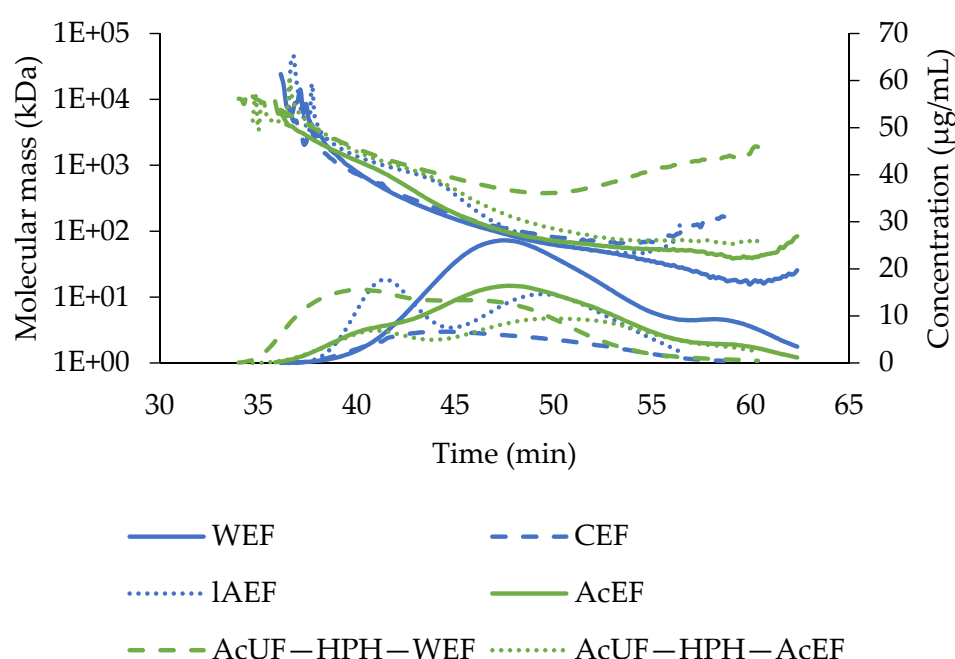 Molecular mass (kDa)
1E+05
1E+04
1E+03
1E+02
1E+01
1E+00
70
60
50
40
30
20
10
0
Concentration (µg/mL)
30 35 40 45 50 55 60 65
Time (min)
WEF CEF
lAEF AcEF
AcUF—HPH—WEF AcUF—HPH—AcEF